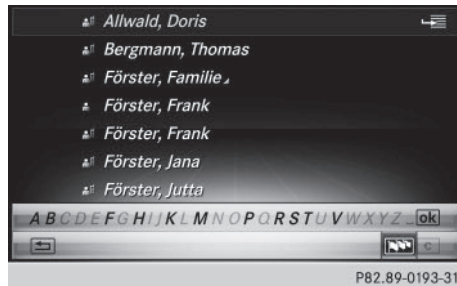 Allwald, Doris
Bergmann, Thomas
Förster, Familie
Förster, Frank
Förster, Frank
Förster, Jana
Förster, Jutta
ABCDEFGHIJKLMNOPQRSTUVWXYZ_ ok
c
P82.89-0193-31